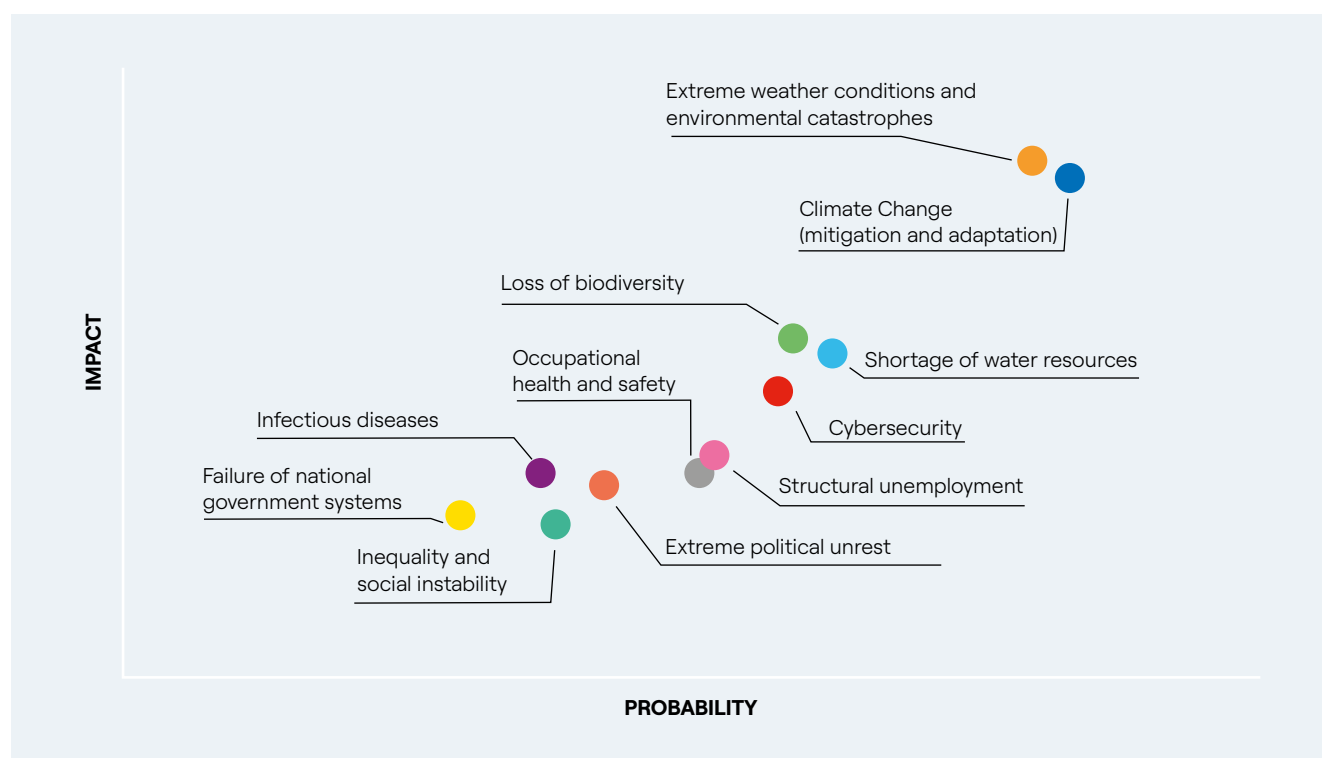 Extreme weather conditions and
environmental catastrophes
Climate Change
(mitigation and adaptation)
Loss of biodiversity
Occupational
health and safety
Shortage of water resources
IMPACT
Infectious diseases
Cybersecurity
Failure of national
government systems
Structural unemployment
Inequality and
social instability
Extreme political unrest
PROBABILITY